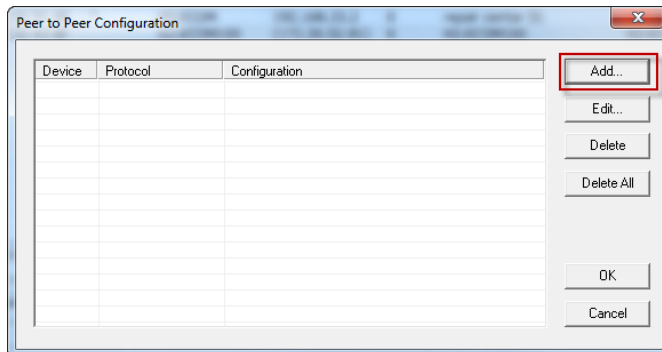 Peer to Peer Configuration
Device Protocol Configuration
Add...
Edit...
Delete
Delete All
OK
Cancel